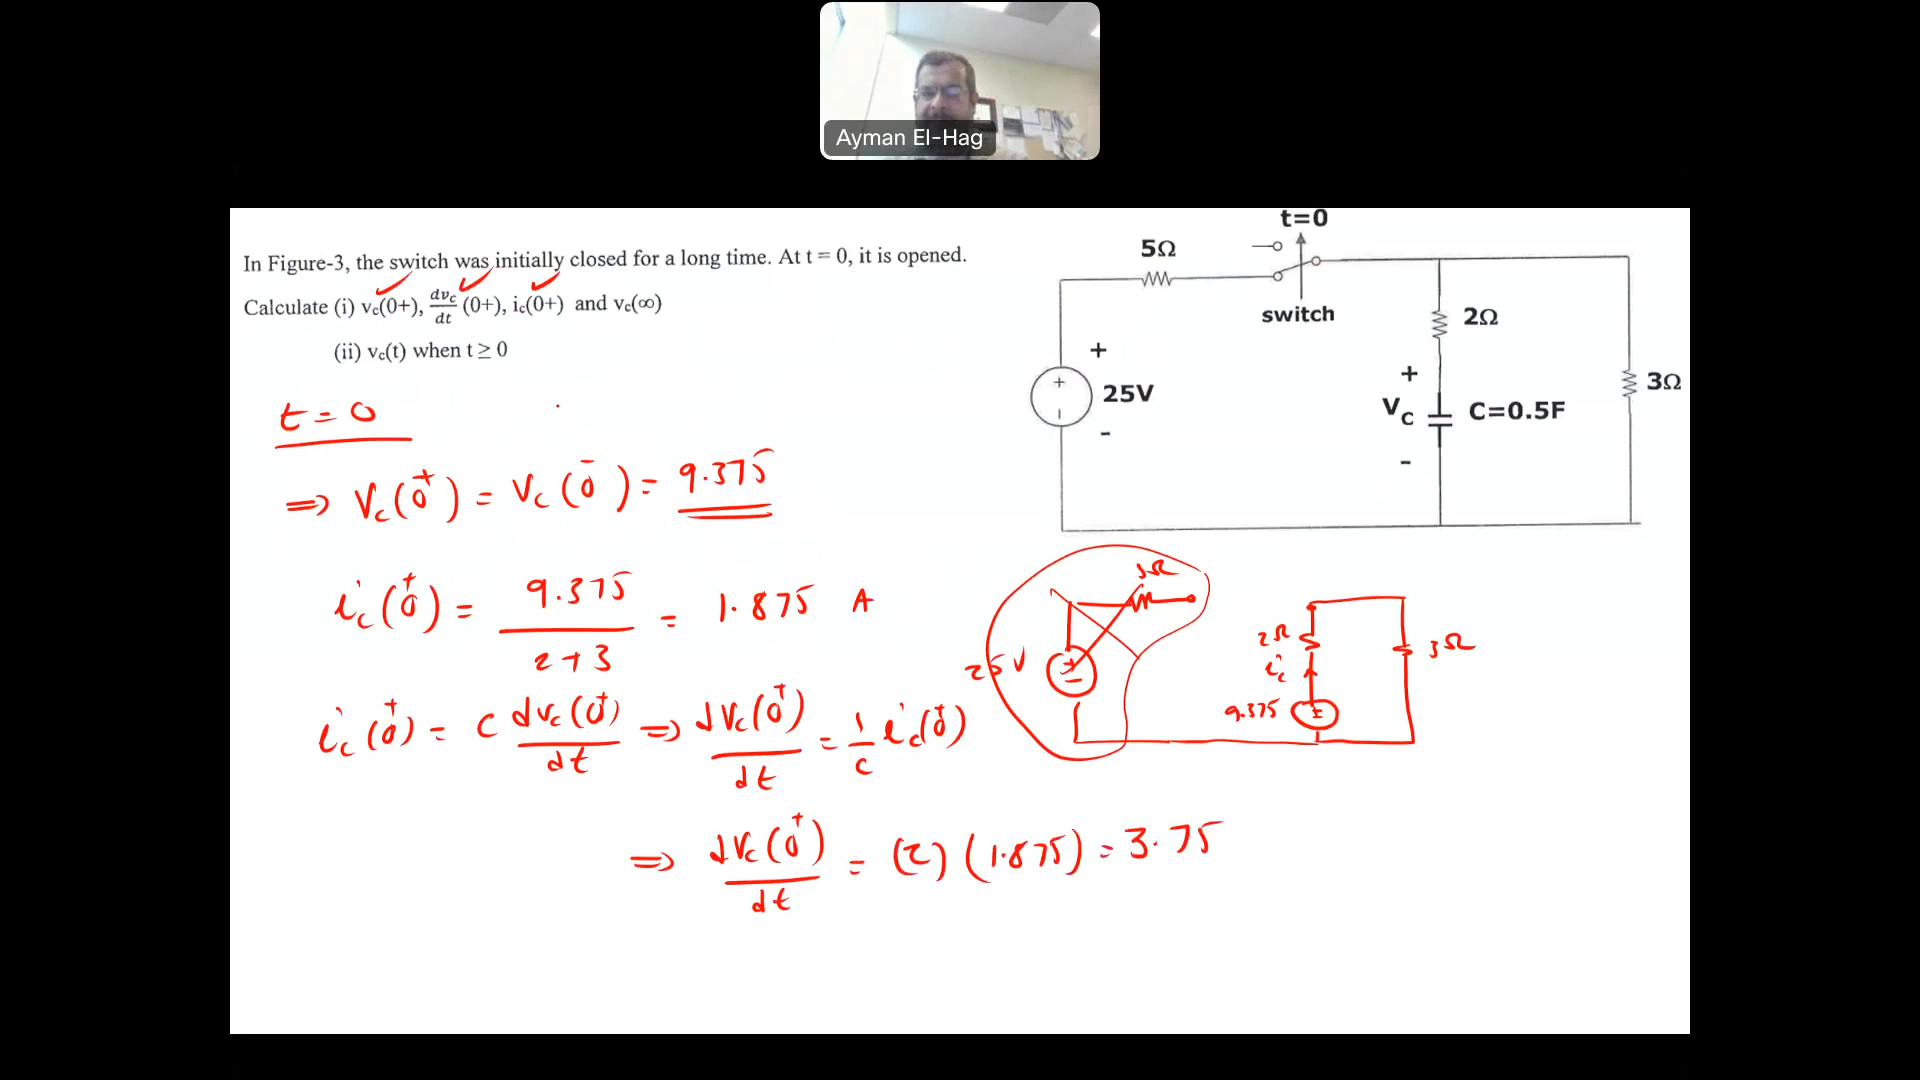 Ayman El-Hag
In Figure-3, the switch was initially closed for a long time. At t = 0, it is opened.
Calculate (i) vc(0+), dvc/dt (0+), ic(0+) and vc(∞)
(ii) vc(t) when t ≥ 0
t=0
5Ω
switch
2Ω
+
25V
-
+
-
+
Vc
-
C=0.5F
3Ω
t = 0
⇒ Vc(0⁺) = Vc(0⁻) = 9.375
ic(0⁺) = 9.375 / 2+3 = 1.875 A
ic(0⁺) = C dvc(0⁺)/dt ⇒ dVc(0⁺)/dt = 1/C ic(0⁺)
⇒ dVc(0⁺)/dt = (2)(1.875) = 3.75
25V
+
-
2Ω
ic
9.375
±
3Ω